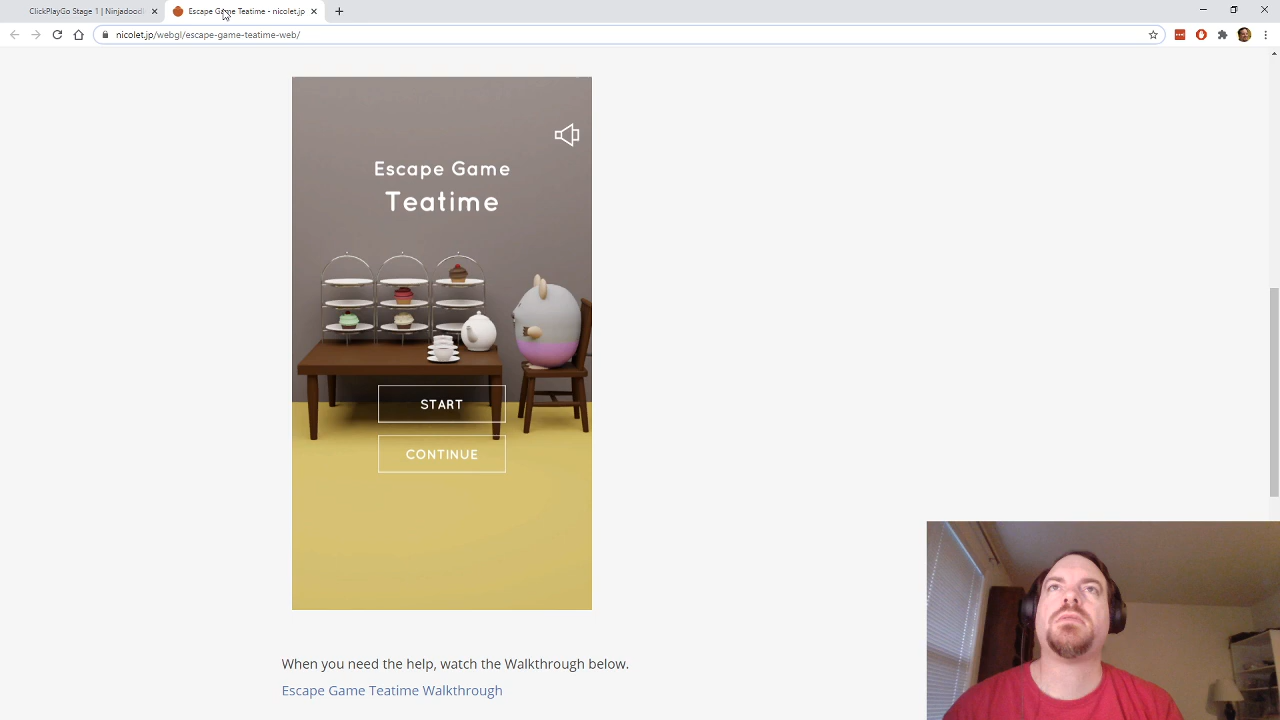 ClickPlayGo Stage 1 | Ninjadoodl
Escape Game Teatime - nicolet.jp
nicolet.jp/webgl/escape-game-teatime-web/
Escape Game
Teatime
START
CONTINUE
When you need the help, watch the Walkthrough below.
Escape Game Teatime Walkthrough